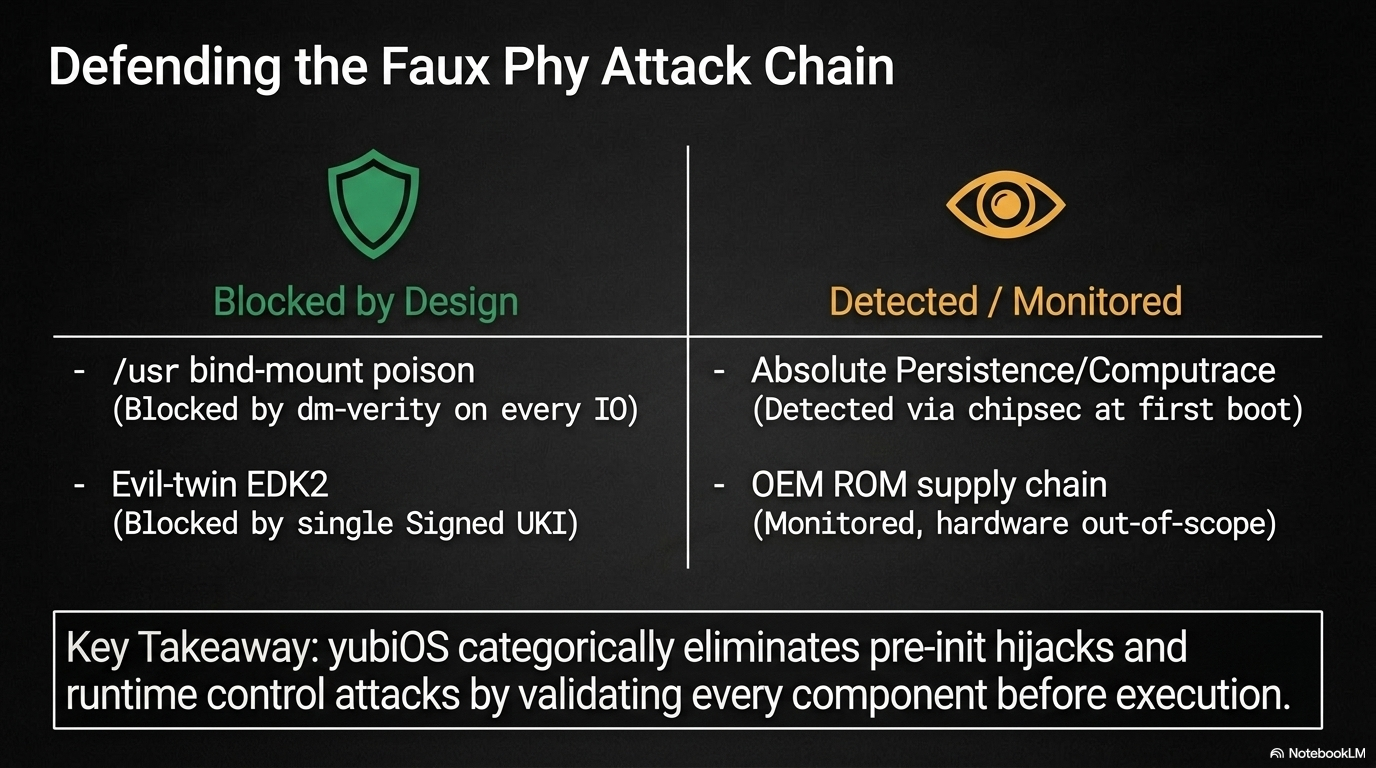 Defending the Faux Phy Attack Chain
Blocked by Design
- /usr bind-mount poison
(Blocked by dm-verity on every IO)
- Evil-twin EDK2
(Blocked by single Signed UKI)
Detected / Monitored
- Absolute Persistence/Computrace
(Detected via chipsec at first boot)
- OEM ROM supply chain
(Monitored, hardware out-of-scope)
Key Takeaway: yubiOS categorically eliminates pre-init hijacks and
runtime control attacks by validating every component before execution.
NotebookLM